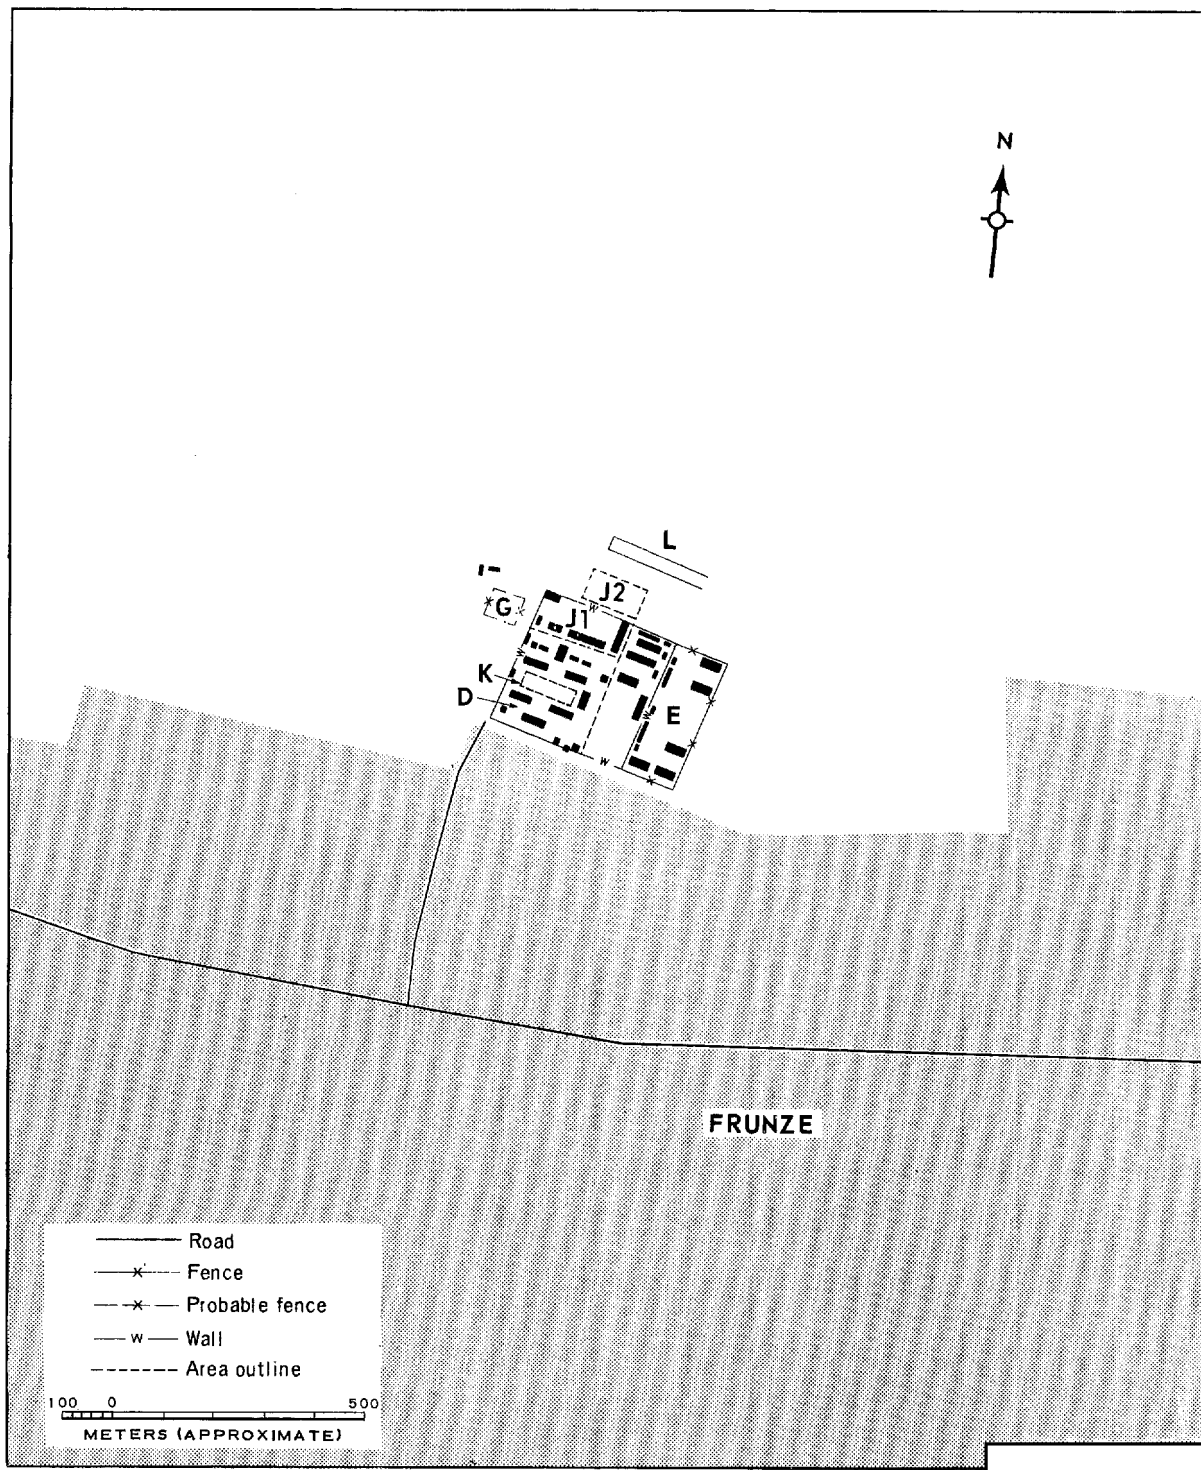 N
L
J2
G
J1
K
D
E
W
W
W
W
FRUNZE
Road
x Fence
x Probable fence
W Wall
Area outline
100 0 500
METERS (APPROXIMATE)